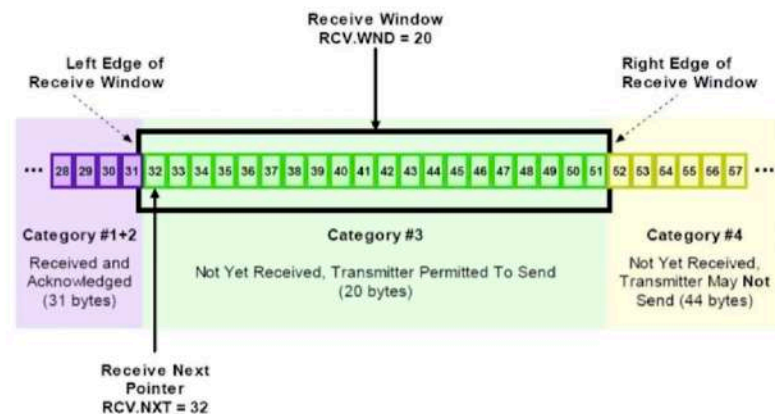 Receive Window
RCV.WND = 20
Left Edge of
Receive Window
Right Edge of
Receive Window
... 28 29 30 31 32 33 34 35 36 37 38 39 40 41 42 43 44 45 46 47 48 49 50 51 52 53 54 55 56 57 ...
Category #1+2
Received and
Acknowledged
(31 bytes)
Category #3
Not Yet Received, Transmitter Permitted To Send
(20 bytes)
Category #4
Not Yet Received,
Transmitter May Not
Send (44 bytes)
Receive Next
Pointer
RCV.NXT = 32